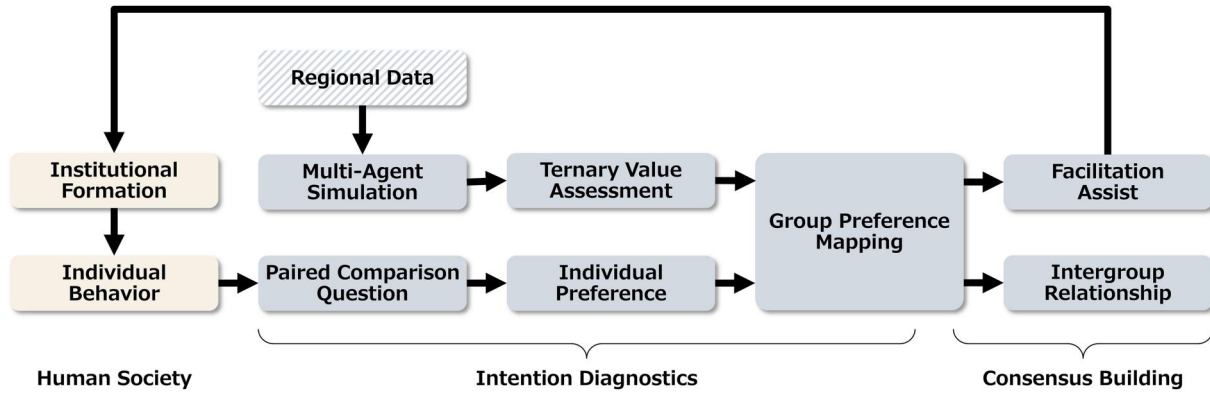 Regional Data
Institutional
Formation
Multi-Agent
Simulation
Ternary Value
Assessment
Group Preference
Mapping
Facilitation
Assist
Individual
Behavior
Paired Comparison
Question
Individual
Preference
Intergroup
Relationship
Human Society
Intention Diagnostics
Consensus Building